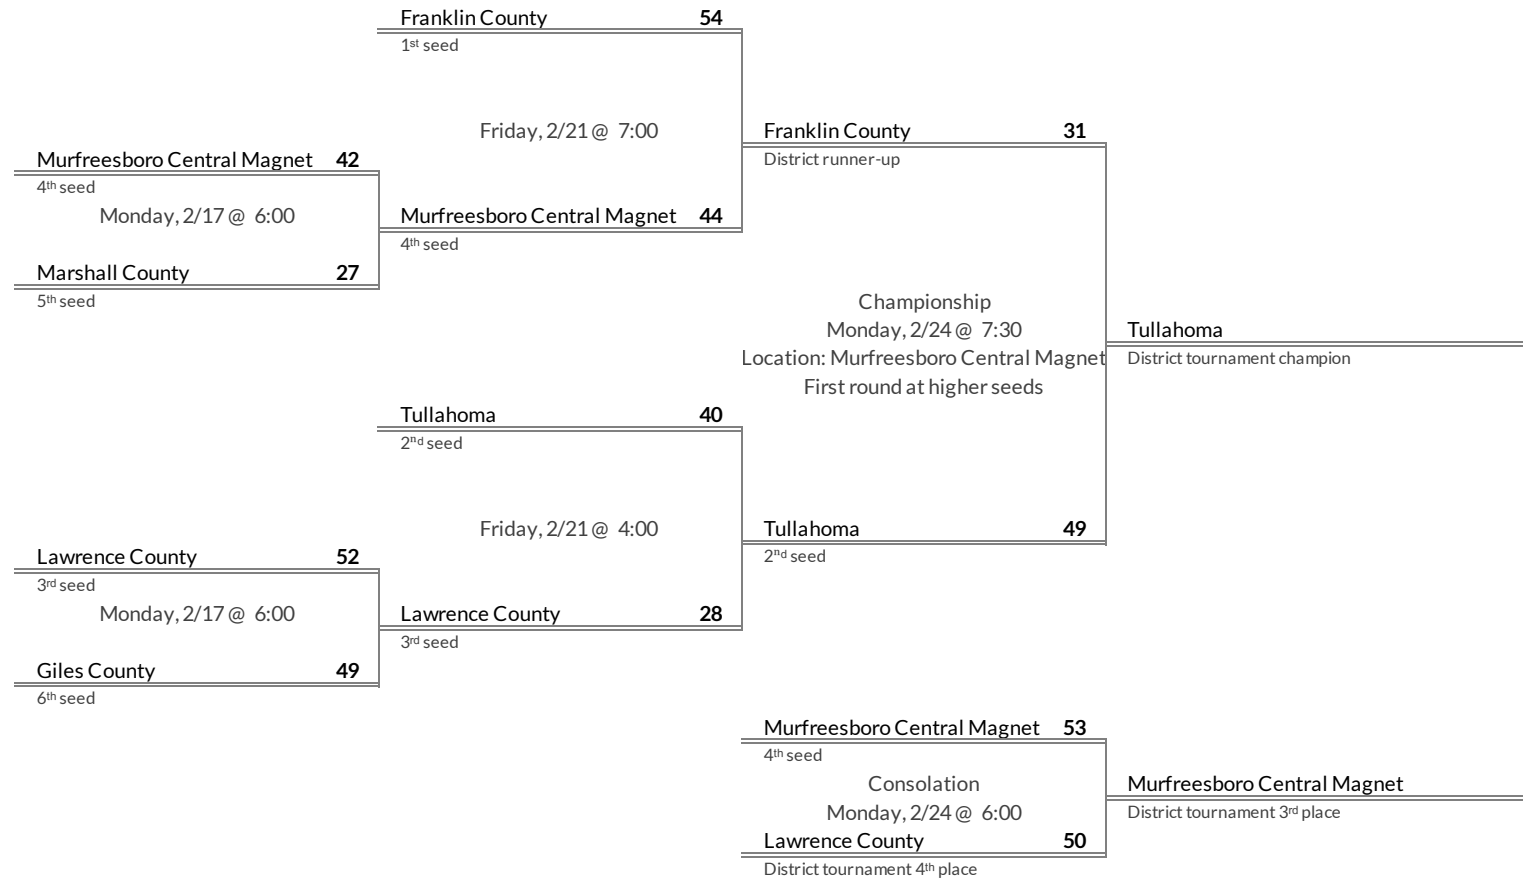 Franklin County 54
1st seed
Friday, 2/21 @ 7:00
Franklin County 31
District runner-up
Murfreesboro Central Magnet 42
4th seed
Monday, 2/17 @ 6:00
Murfreesboro Central Magnet 44
4th seed
Marshall County 27
5th seed
Championship
Monday, 2/24 @ 7:30
Location: Murfreesboro Central Magnet
First round at higher seeds
Tullahoma
District tournament champion
Tullahoma 40
2nd seed
Friday, 2/21 @ 4:00
Tullahoma 49
2nd seed
Lawrence County 52
3rd seed
Monday, 2/17 @ 6:00
Lawrence County 28
3rd seed
Giles County 49
6th seed
Murfreesboro Central Magnet 53
4th seed
Consolation
Monday, 2/24 @ 6:00
Murfreesboro Central Magnet
District tournament 3rd place
Lawrence County 50
District tournament 4th place